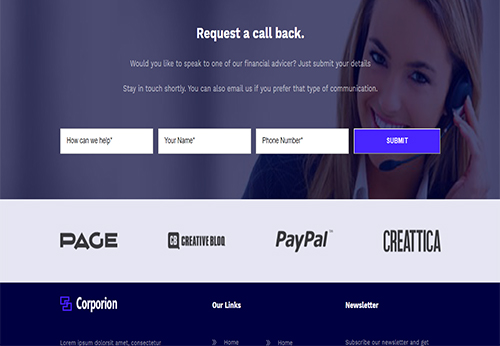 Request a call back.
Would you like to speak to one of our financial advicer? Just submit your details
Stay in touch shortly. You can also email us if you prefer that type of communication.
How can we help* Your Name* Phone Number* SUBMIT
PAGE CB CREATIVE BLOQ PayPal™ CREATTICA
Corporion Our Links Newsletter
Lorem ipsum dolormit amet, consectetur » Home » Home Subscribe our newsletter and get